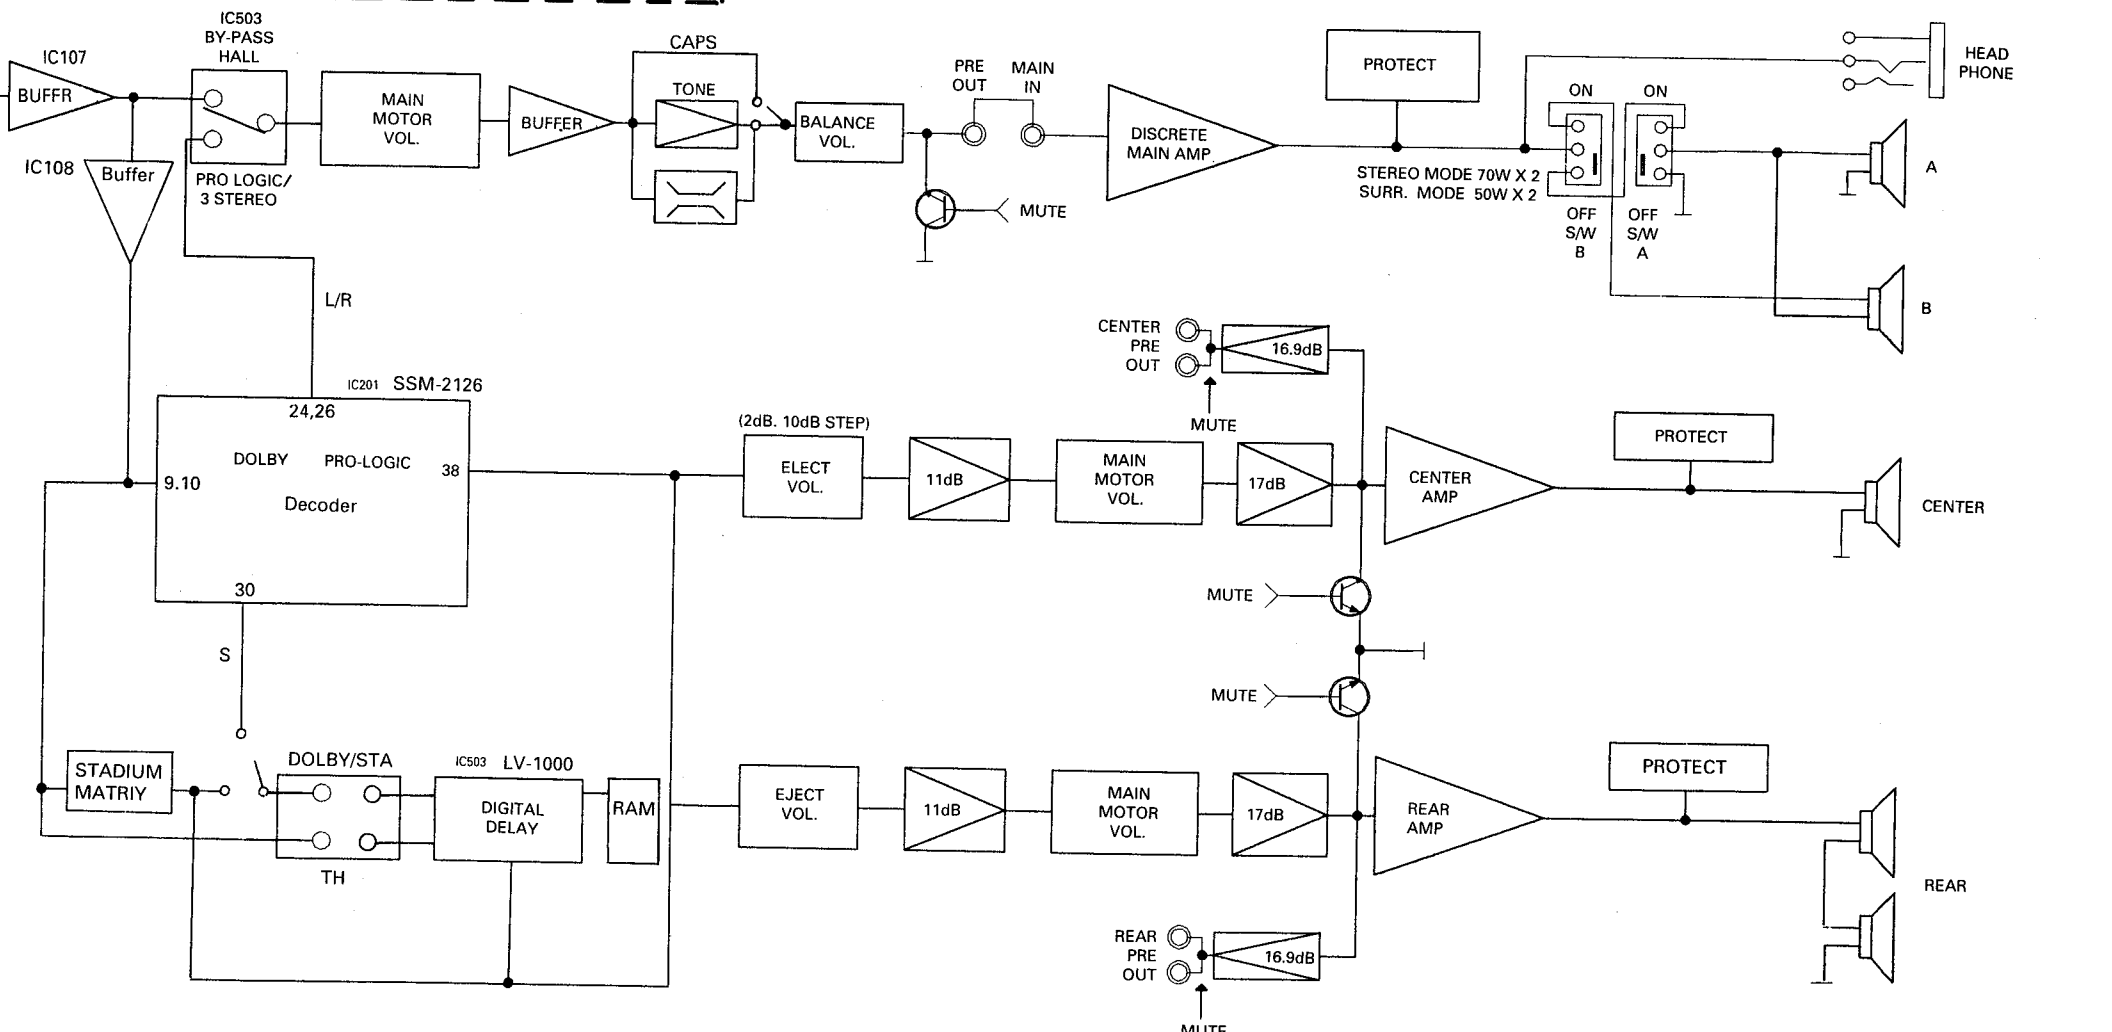 IC503
BY-PASS
HALL
IC107
BUFFR
IC108
Buffer
PRO LOGIC/
3 STEREO
MAIN
MOTOR
VOL.
BUFFER
CAPS
TONE
BALANCE
VOL.
PRE
OUT
MAIN
IN
MUTE
DISCRETE
MAIN AMP
PROTECT
STEREO MODE 70W X 2
SURR. MODE 50W X 2
ON
ON
OFF
S/W
B
OFF
S/W
A
HEAD
PHONE
A
B
L/R
IC201 SSM-2126
24,26
DOLBY PRO-LOGIC
Decoder
9.10
38
30
S
(2dB. 10dB STEP)
ELECT
VOL.
11dB
MAIN
MOTOR
VOL.
17dB
CENTER
PRE
OUT
16.9dB
MUTE
CENTER
AMP
PROTECT
CENTER
MUTE
MUTE
STADIUM
MATRIY
DOLBY/STA
TH
IC503 LV-1000
DIGITAL
DELAY
RAM
EJECT
VOL.
11dB
MAIN
MOTOR
VOL.
17dB
REAR
AMP
PROTECT
REAR
REAR
PRE
OUT
16.9dB
MUTE